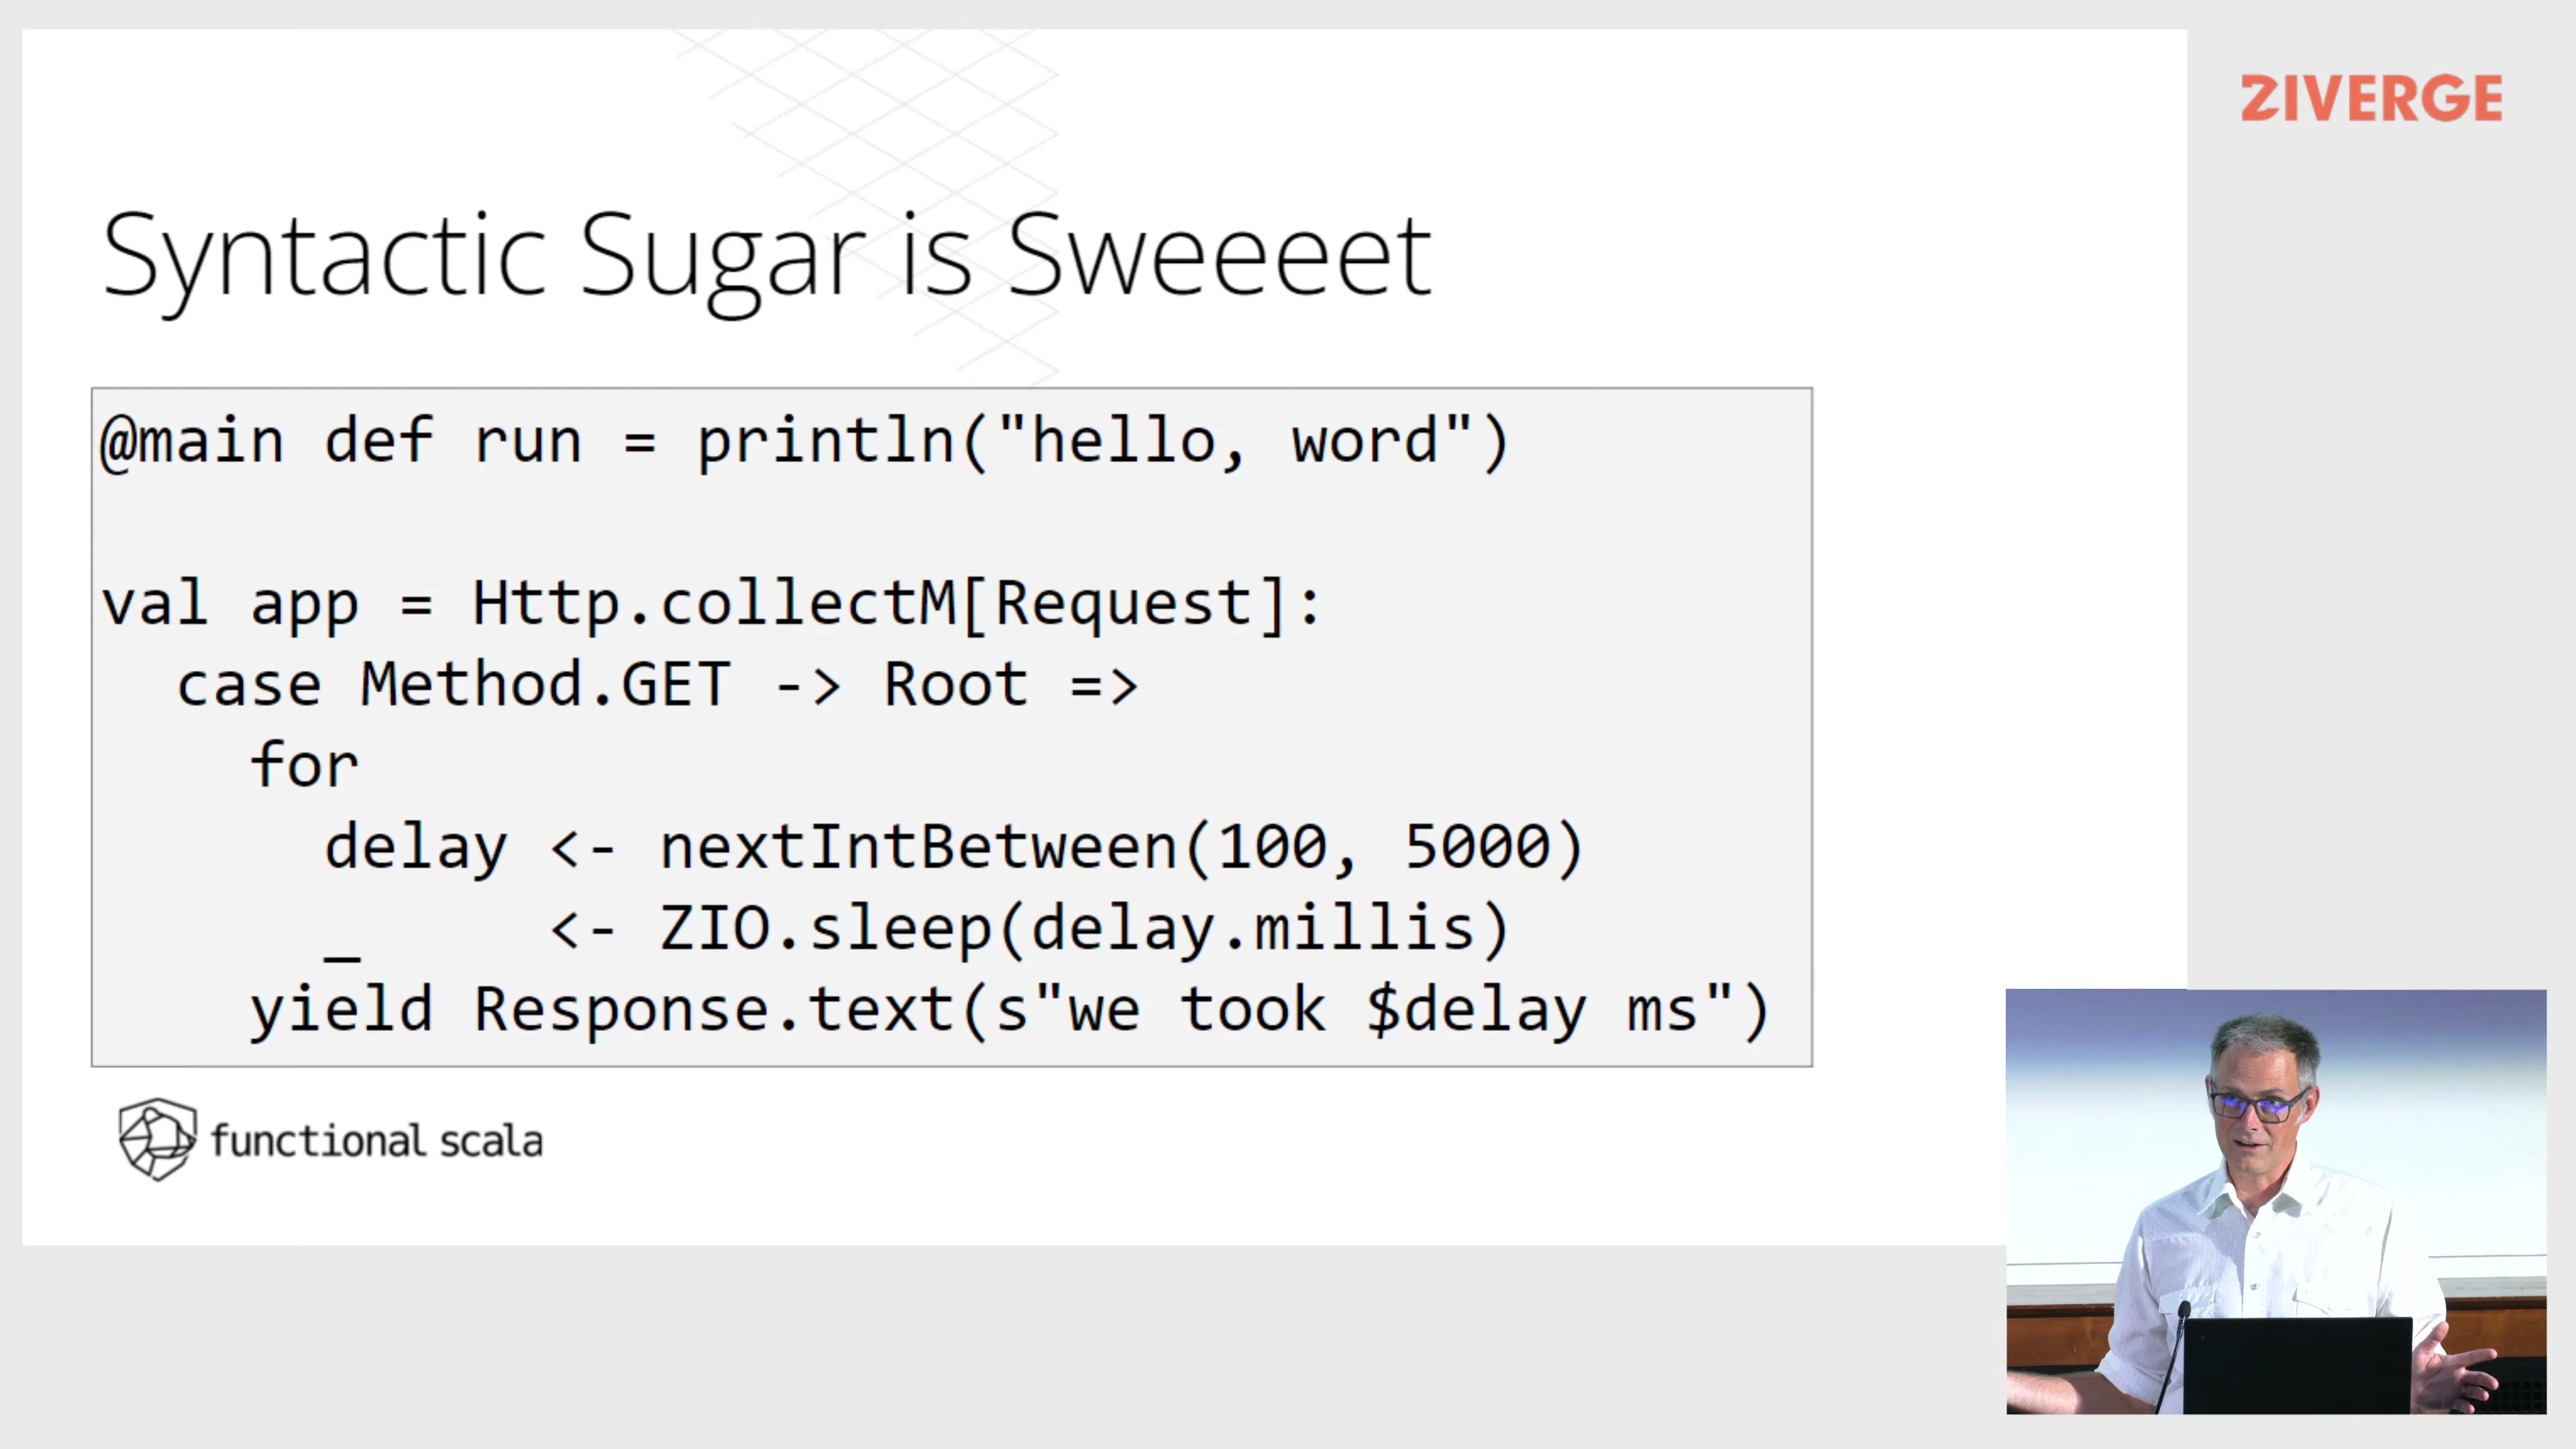 ZIVERGE
Syntactic Sugar is Sweeeet
@main def run = println("hello, word")
val app = Http.collectM[Request]:
  case Method.GET -> Root =>
    for
      delay <- nextIntBetween(100, 5000)
      _     <- ZIO.sleep(delay.millis)
    yield Response.text(s"we took $delay ms")
functional scala